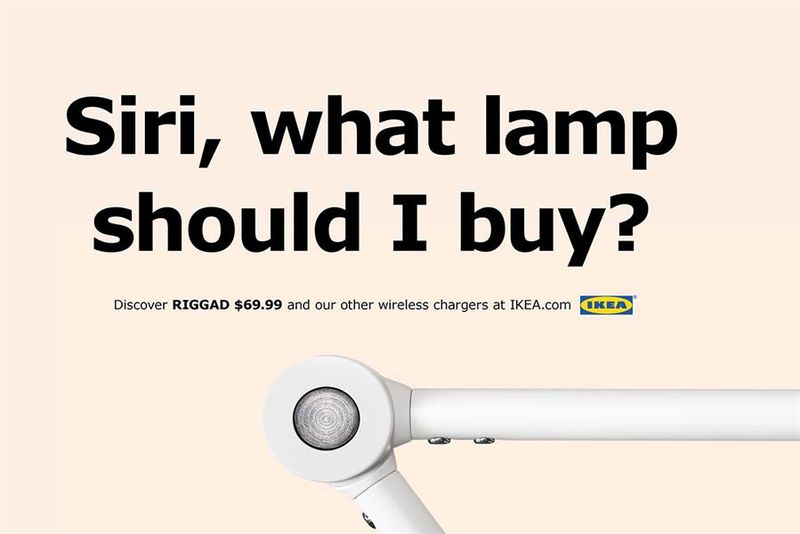 Siri, what lamp
should I buy?
Discover RIGGAD $69.99 and our other wireless chargers at IKEA.com IKEA®